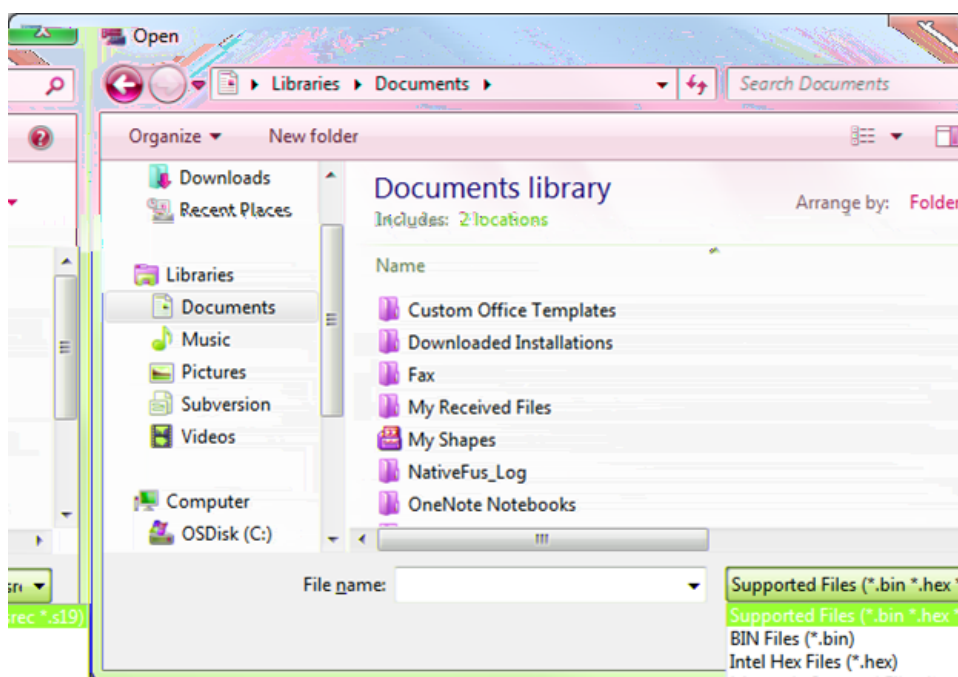 Open
Libraries Documents
Search Documents
Organize
New folder
Downloads
Recent Places
Libraries
Documents
Music
Pictures
Subversion
Videos
Computer
OSDisk (C:)
Documents library
Includes: 2 locations
Arrange by: Folder
Name
Custom Office Templates
Downloaded Installations
Fax
My Received Files
My Shapes
NativeFus_Log
OneNote Notebooks
File name:
Supported Files (*.bin *.hex *
Supported Files (*.bin *.hex *
BIN Files (*.bin)
Intel Hex Files (*.hex)
*.s19)